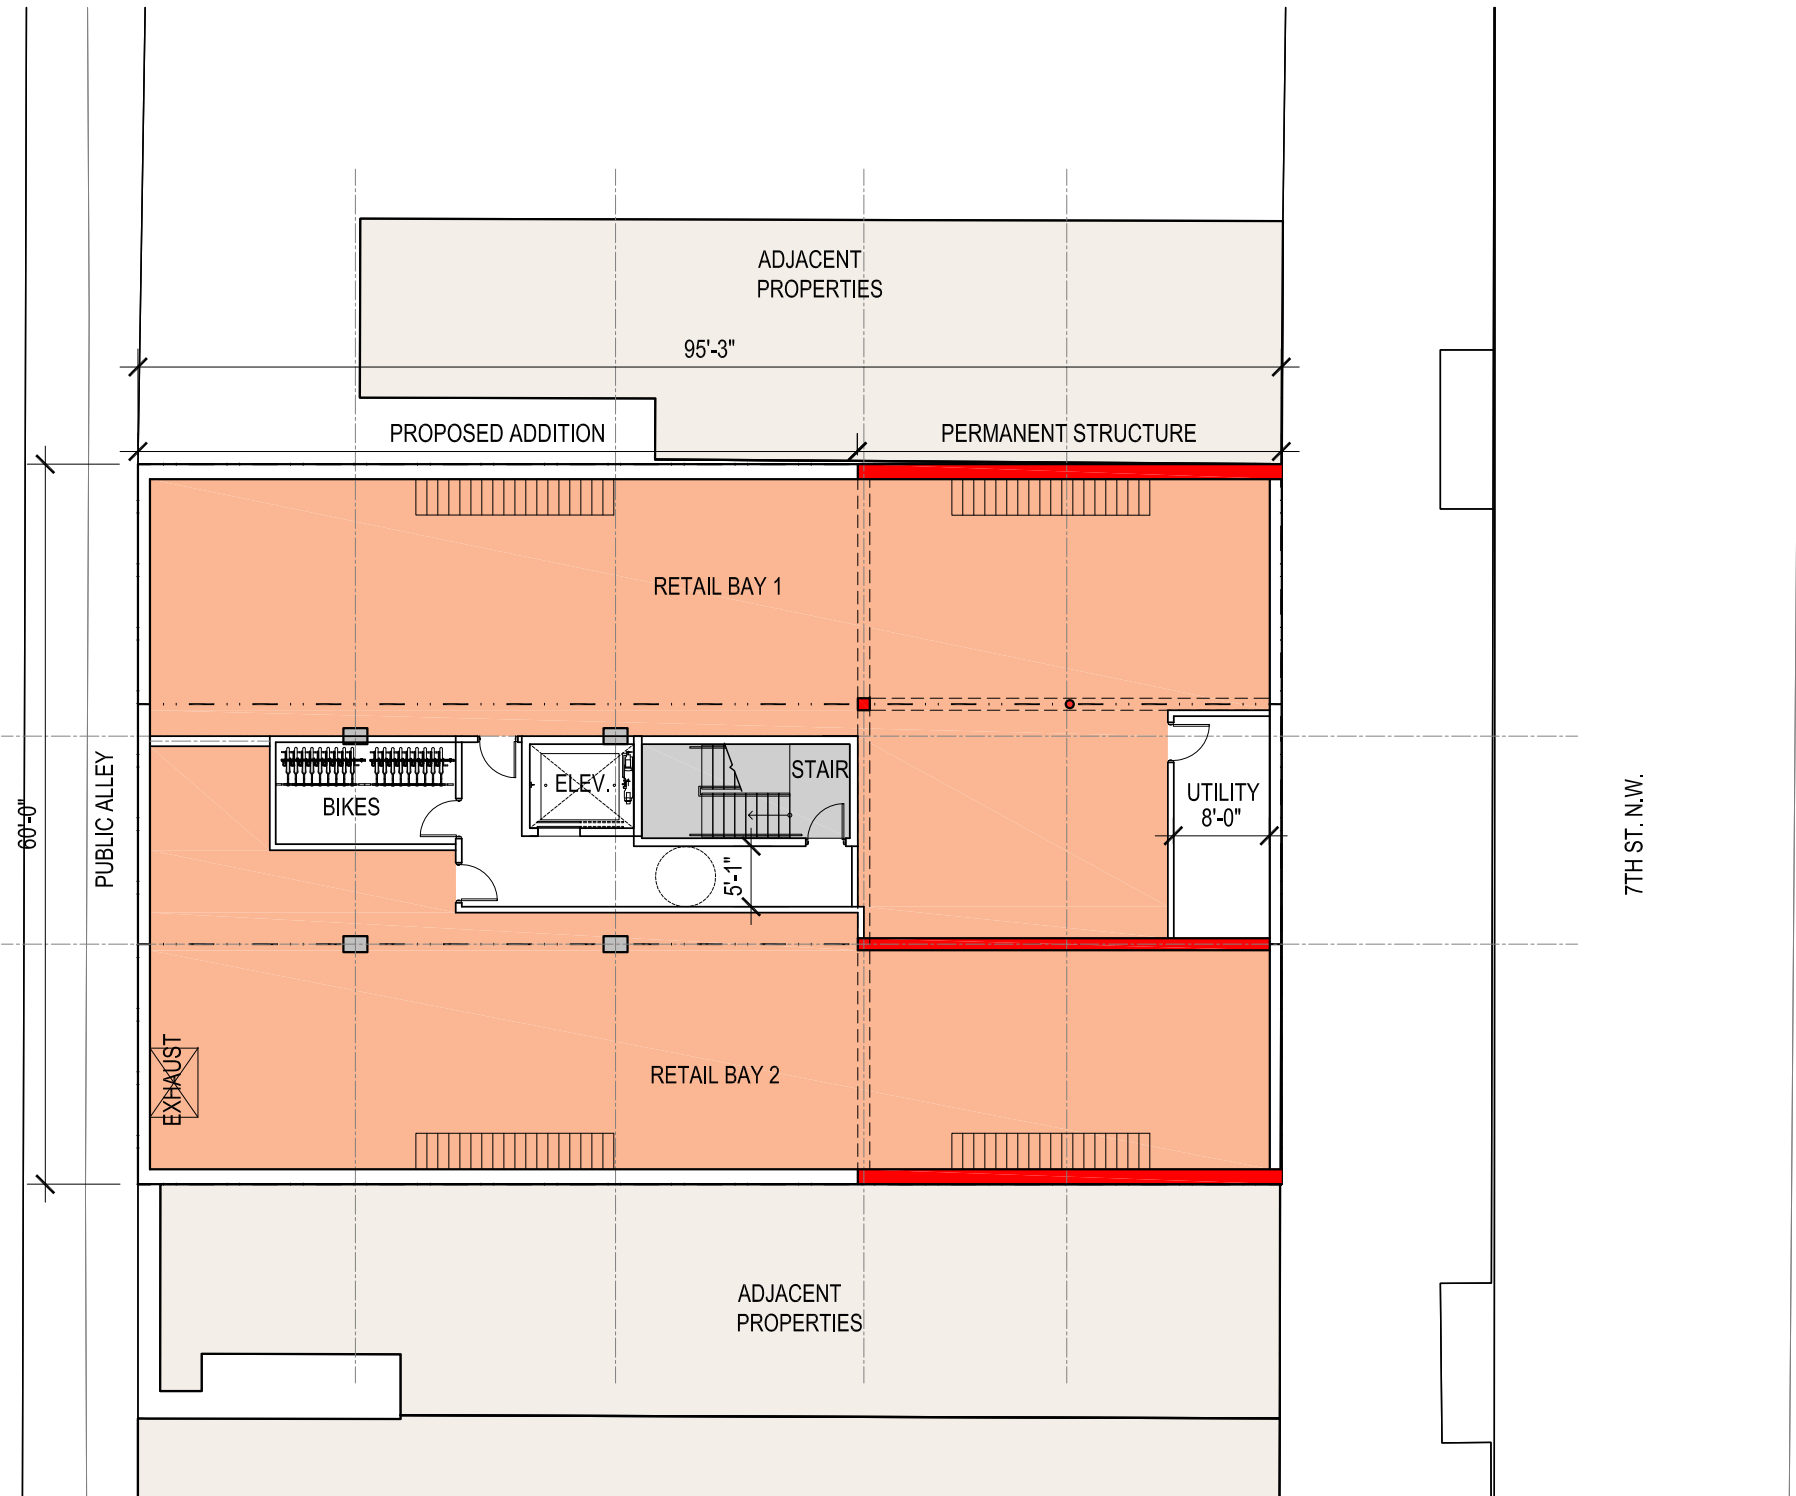 ADJACENT
PROPERTIES
95'-3"
PROPOSED ADDITION
PERMANENT STRUCTURE
RETAIL BAY 1
ELEV.
STAIR
BIKES
UTILITY
8'-0"
5'-1"
60'-0"
PUBLIC ALLEY
7TH ST. N.W.
EXHAUST
RETAIL BAY 2
ADJACENT
PROPERTIES